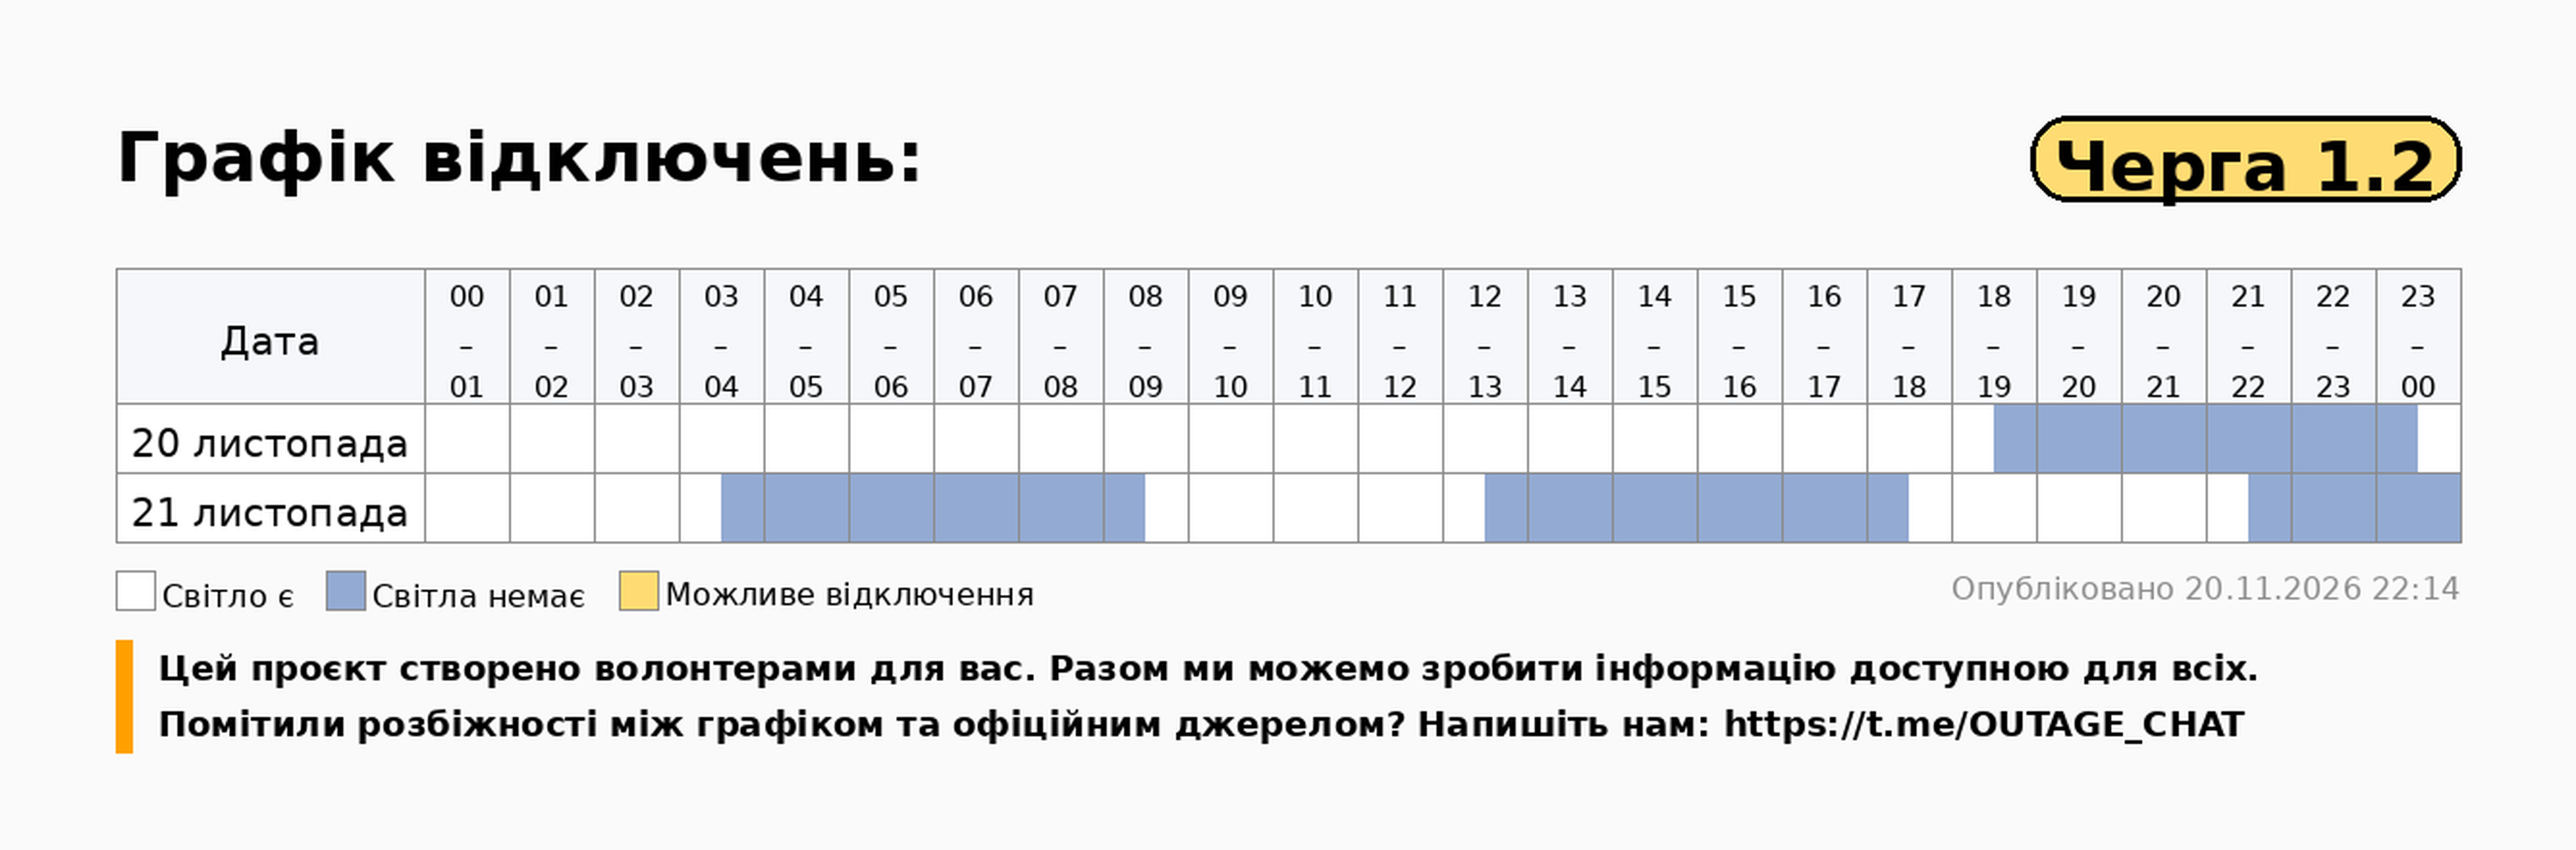 Графік відключень:
Черга 1.2
Дата
00 – 01
01 – 02
02 – 03
03 – 04
04 – 05
05 – 06
06 – 07
07 – 08
08 – 09
09 – 10
10 – 11
11 – 12
12 – 13
13 – 14
14 – 15
15 – 16
16 – 17
17 – 18
18 – 19
19 – 20
20 – 21
21 – 22
22 – 23
23 – 00
20 листопада
21 листопада
Світло є
Світла немає
Можливе відключення
Опубліковано 20.11.2026 22:14
Цей проєкт створено волонтерами для вас. Разом ми можемо зробити інформацію доступною для всіх.
Помітили розбіжності між графіком та офіційним джерелом? Напишіть нам: https://t.me/OUTAGE_CHAT